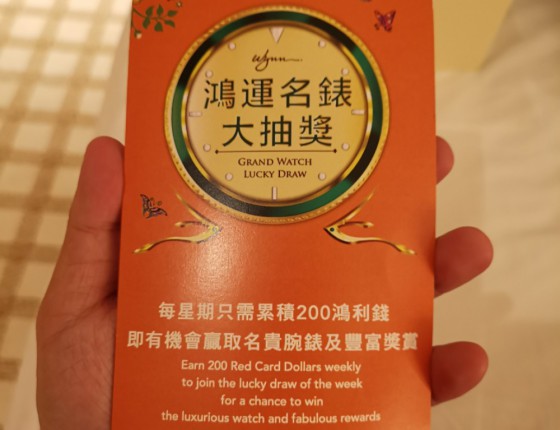 Wynn
鴻運名錶
大抽獎
GRAND WATCH
LUCKY DRAW
每星期只需累積200鴻利錢
即有機會贏取名貴腕錶及豐富獎賞
Earn 200 Red Card Dollars weekly
to join the lucky draw of the week
for a chance to win
the luxurious watch and fabulous rewards